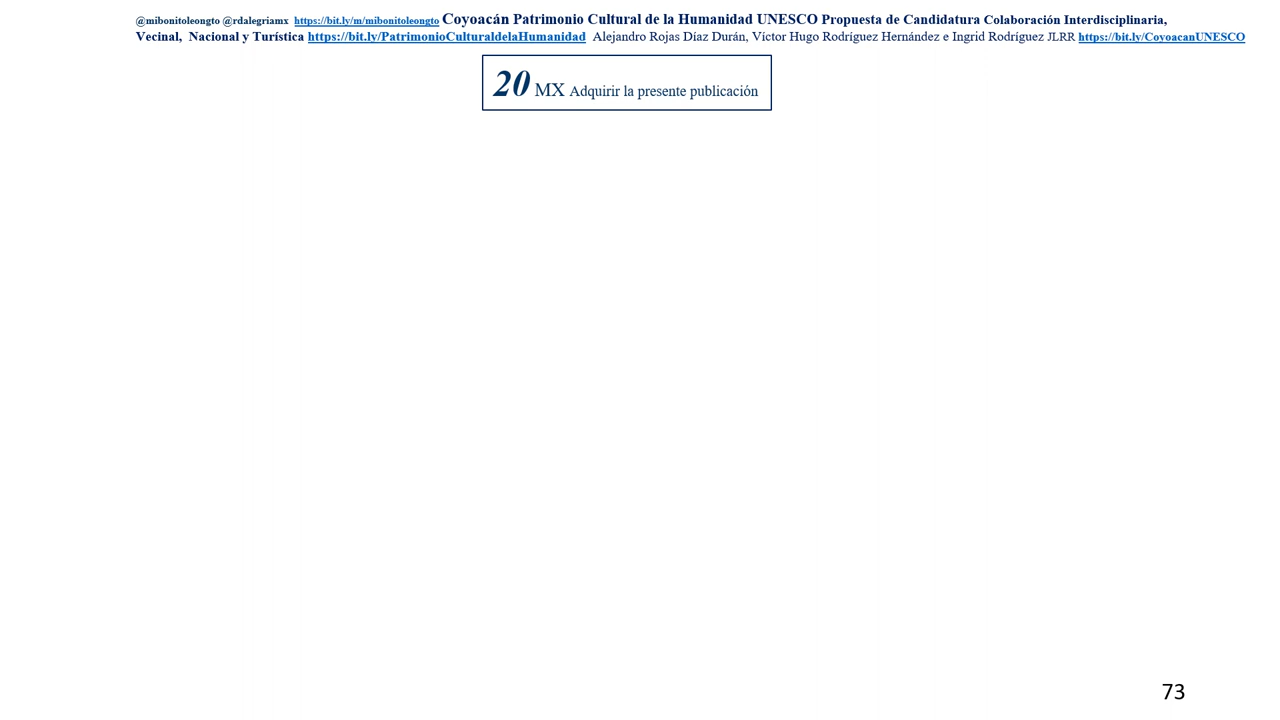 @mibonitoleongto @rdalegriamx https://bit.ly/m/mibonitoleongto Coyoacán Patrimonio Cultural de la Humanidad UNESCO Propuesta de Candidatura Colaboración Interdisciplinaria,
Vecinal, Nacional y Turística https://bit.ly/PatrimonioCulturaldelaHumanidad Alejandro Rojas Díaz Durán, Víctor Hugo Rodríguez Hernández e Ingrid Rodríguez JLRR https://bit.ly/CoyoacanUNESCO
20 MX Adquirir la presente publicación
73